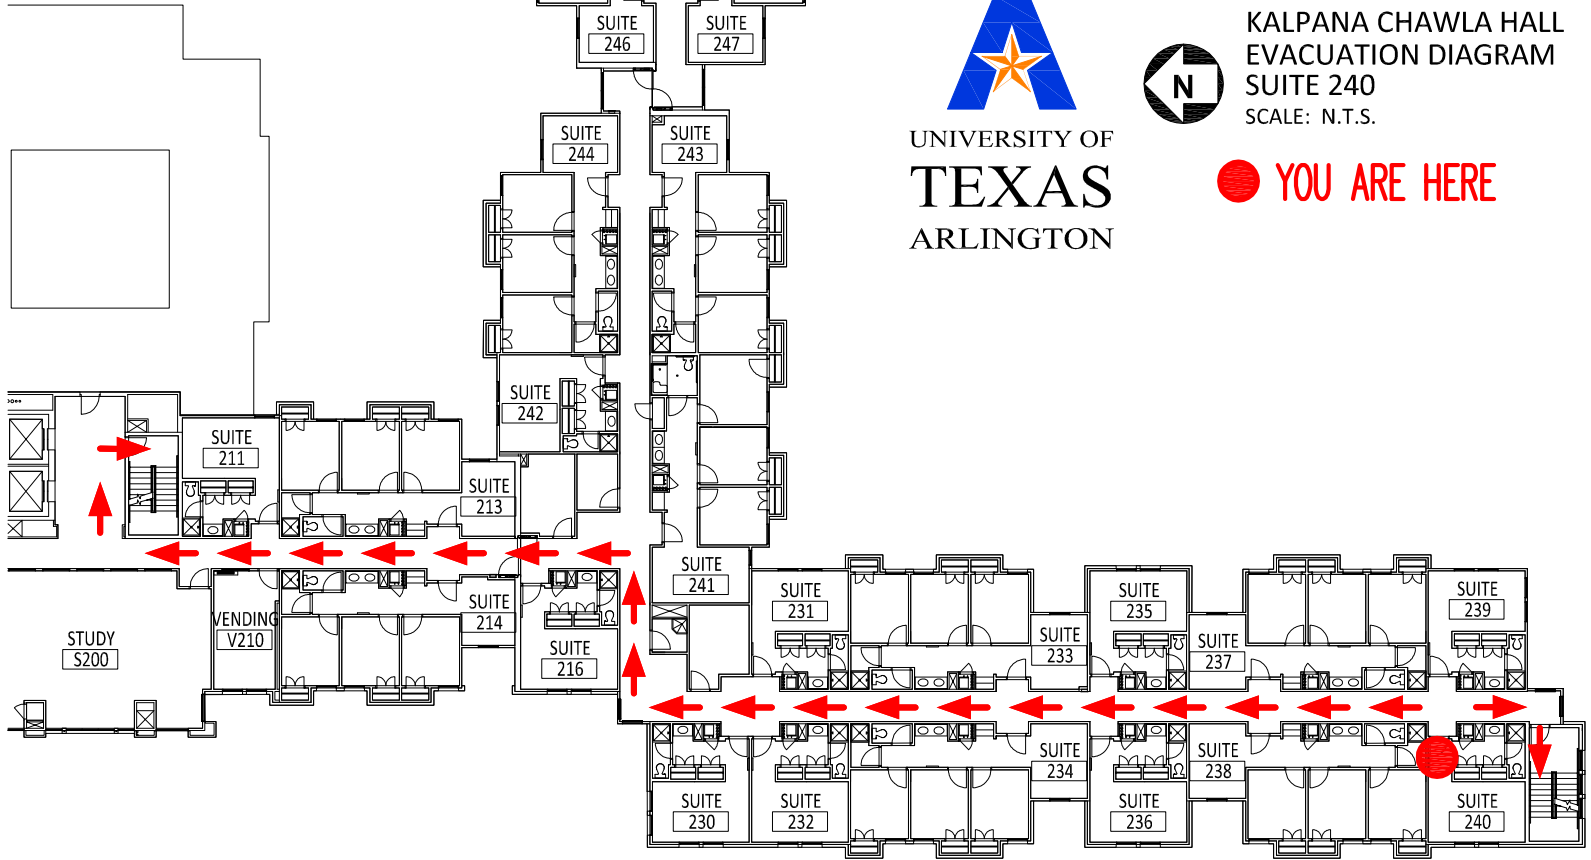 SUITE
246
SUITE
247
UNIVERSITY OF
TEXAS
ARLINGTON
N
KALPANA CHAWLA HALL
EVACUATION DIAGRAM
SUITE 240
SCALE: N.T.S.
YOU ARE HERE
SUITE
244
SUITE
243
SUITE
242
SUITE
211
SUITE
213
SUITE
241
SUITE
214
SUITE
216
VENDING
V210
STUDY
S200
SUITE
231
SUITE
233
SUITE
235
SUITE
237
SUITE
239
SUITE
230
SUITE
232
SUITE
234
SUITE
236
SUITE
238
SUITE
240